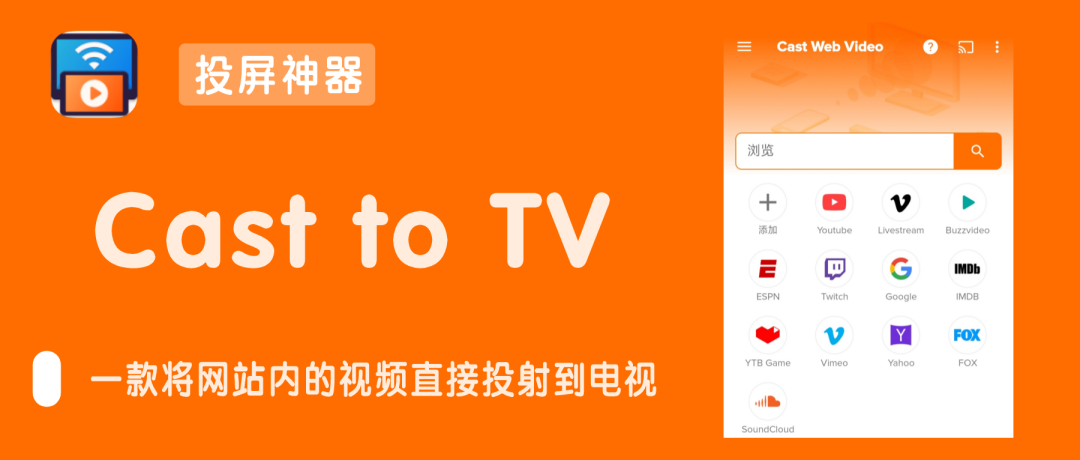 投屏神器
Cast to TV
一款将网站内的视频直接投射到电视
Cast Web Video
?
浏览
添加
Youtube
Livestream
Buzzvideo
ESPN
Twitch
G
Google
IMDb
IMDB
YTB Game
Vimeo
Y
Yahoo
FOX
FOX
SoundCloud